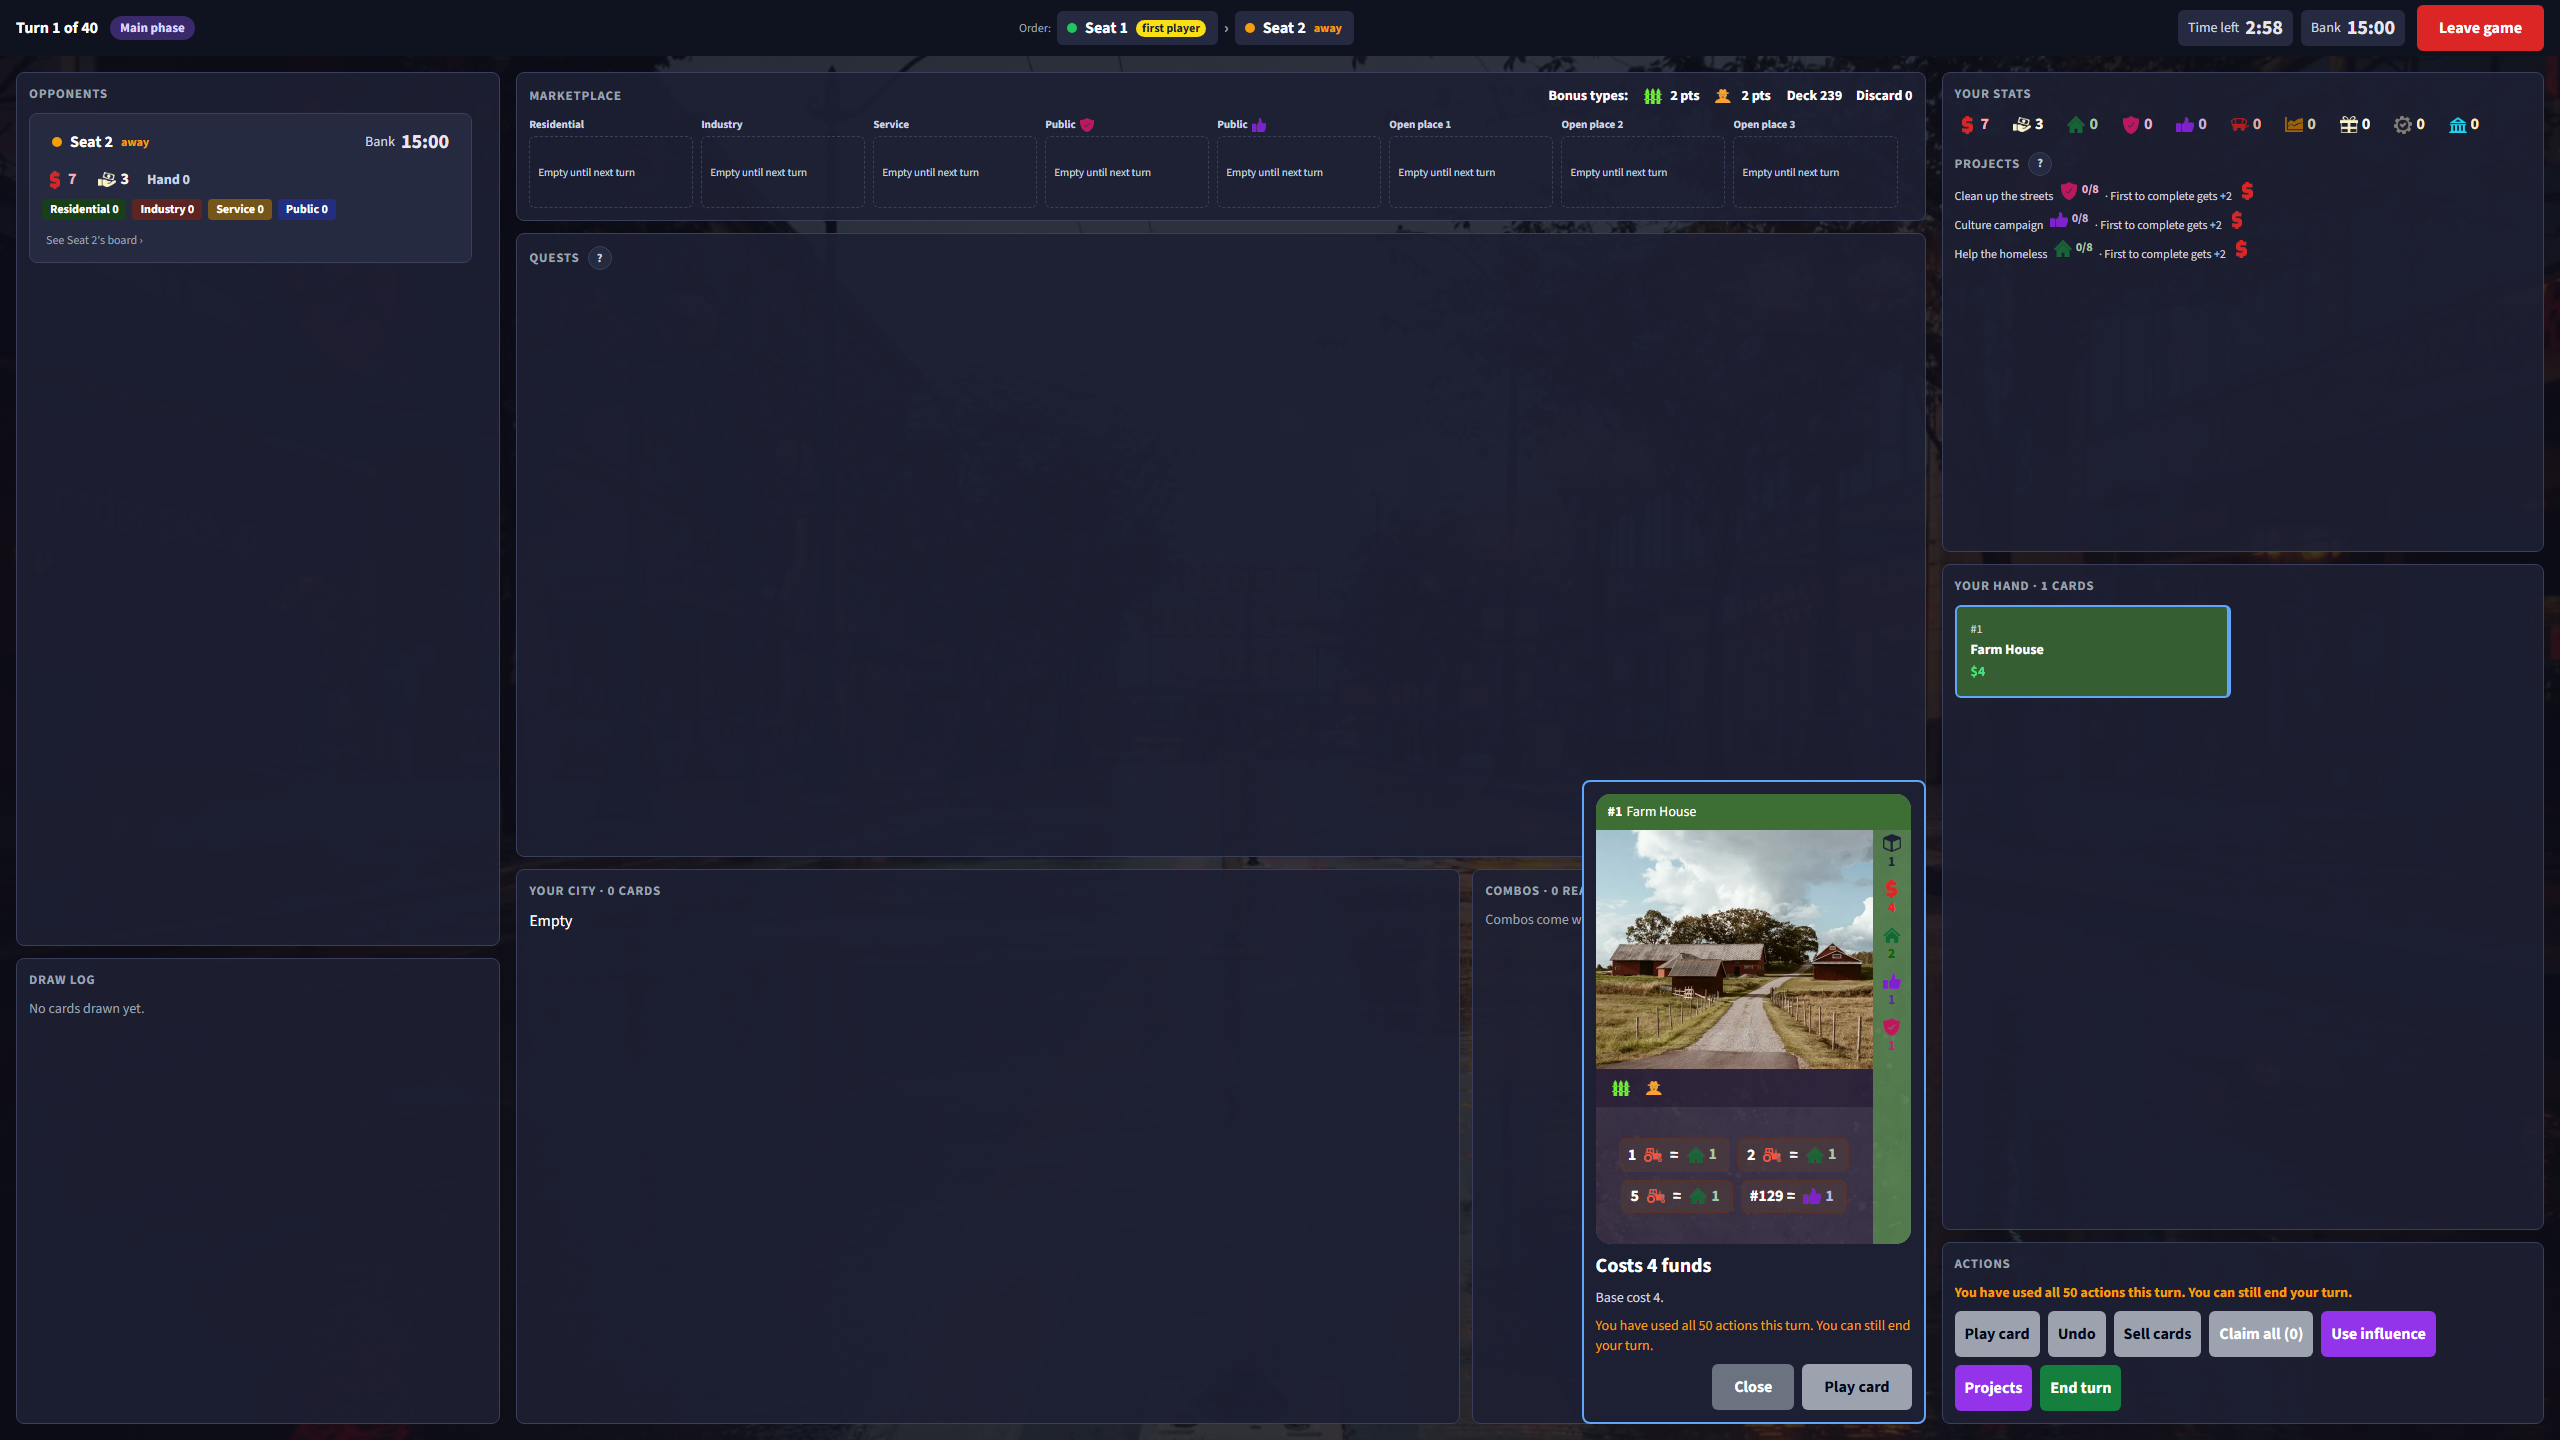 Turn 1 of 40 Main phase
Order: Seat 1 first player › Seat 2 away
Time left 2:58 Bank 15:00 Leave game
OPPONENTS
Seat 2 away Bank 15:00
7 3 Hand 0
Residential 0 Industry 0 Service 0 Public 0
See Seat 2's board ›
DRAW LOG
No cards drawn yet.
MARKETPLACE
Bonus types: 2 pts 2 pts Deck 239 Discard 0
Residential Industry Service Public Public Open place 1 Open place 2 Open place 3
Empty until next turn Empty until next turn Empty until next turn Empty until next turn Empty until next turn Empty until next turn Empty until next turn Empty until next turn
QUESTS ?
YOUR CITY · 0 CARDS
Empty
COMBOS · 0 REA
Combos come w
#1 Farm House
1
4
2
1
1
1 = 1 2 = 1
5 = 1 #129 = 1
Costs 4 funds
Base cost 4.
You have used all 50 actions this turn. You can still end
your turn.
Close Play card
YOUR STATS
$ 7 3 0 0 0 0 0 0 0 0
PROJECTS ?
Clean up the streets 0/8 · First to complete gets +2 $
Culture campaign 0/8 · First to complete gets +2 $
Help the homeless 0/8 · First to complete gets +2 $
YOUR HAND · 1 CARDS
#1
Farm House
$4
ACTIONS
You have used all 50 actions this turn. You can still end your turn.
Play card Undo Sell cards Claim all (0) Use influence
Projects End turn